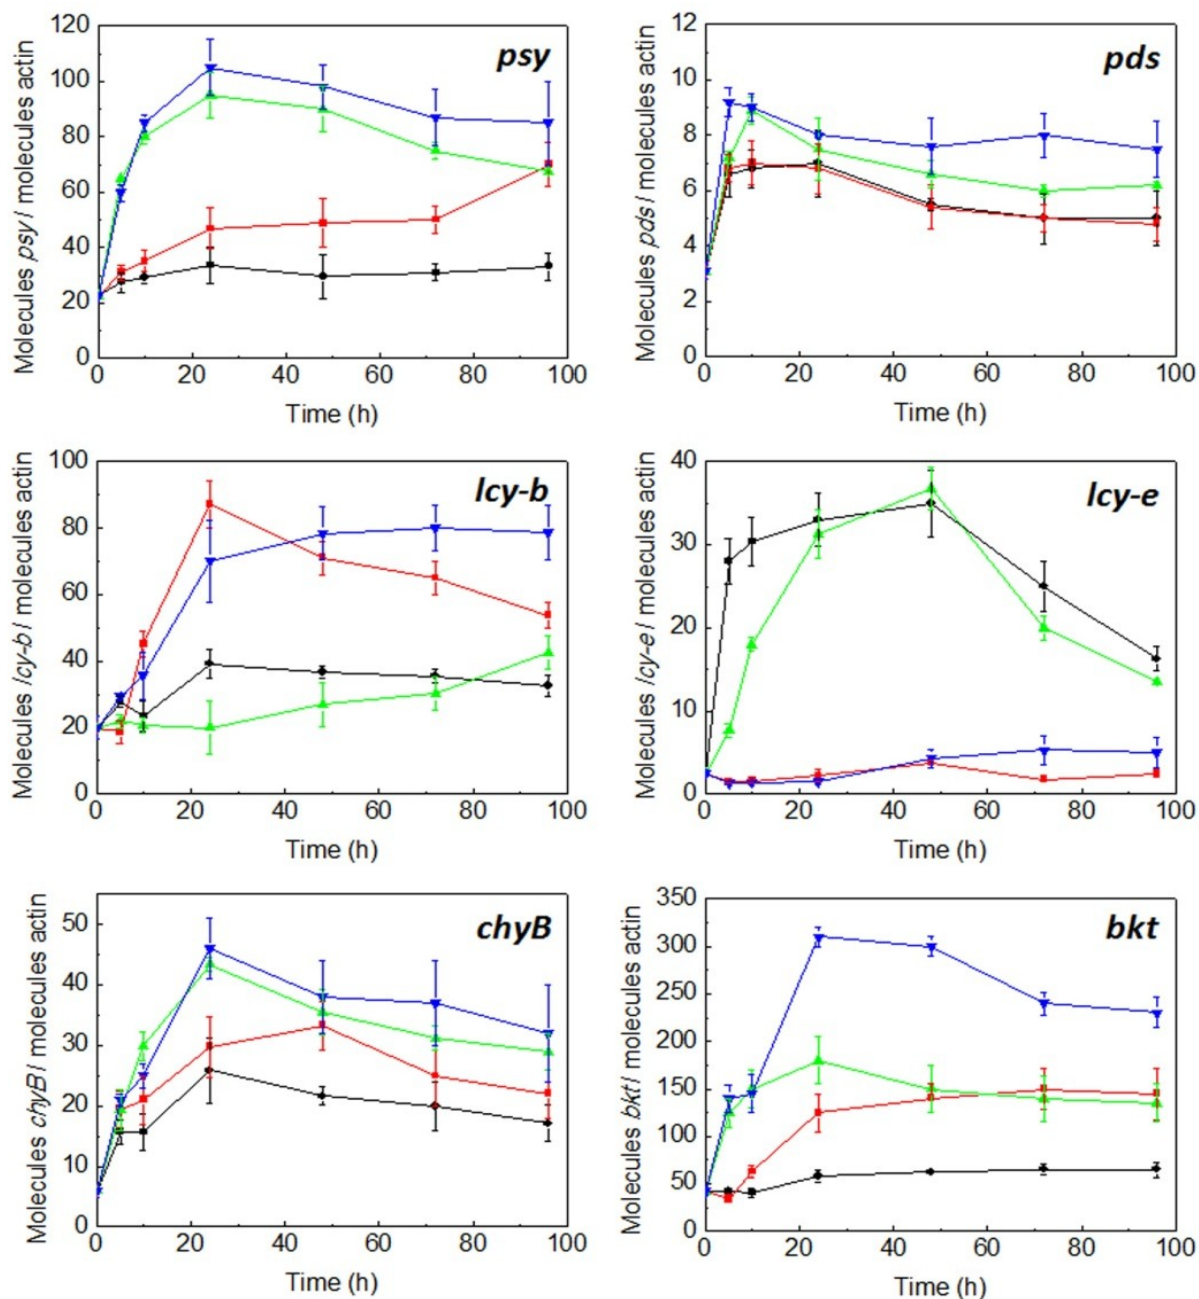 psy
Molecules psy / molecules actin
120
100
80
60
40
20
0
0 20 40 60 80 100
Time (h)
pds
Molecules pds / molecules actin
12
10
8
6
4
2
0
0 20 40 60 80 100
Time (h)
lcy-b
Molecules lcy-b / molecules actin
100
80
60
40
20
0
0 20 40 60 80 100
Time (h)
lcy-e
Molecules lcy-e / molecules actin
40
30
20
10
0
0 20 40 60 80 100
Time (h)
chyB
Molecules chyB / molecules actin
50
40
30
20
10
0
0 20 40 60 80 100
Time (h)
bkt
Molecules bkt / molecules actin
350
300
250
200
150
100
50
0
0 20 40 60 80 100
Time (h)